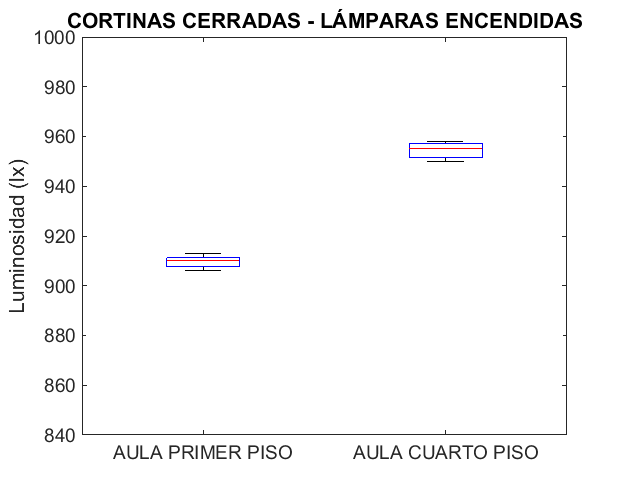 CORTINAS CERRADAS - LÁMPARAS ENCENDIDAS
1000
980
960
940
920
900
880
860
840
Luminosidad (lx)
AULA PRIMER PISO
AULA CUARTO PISO